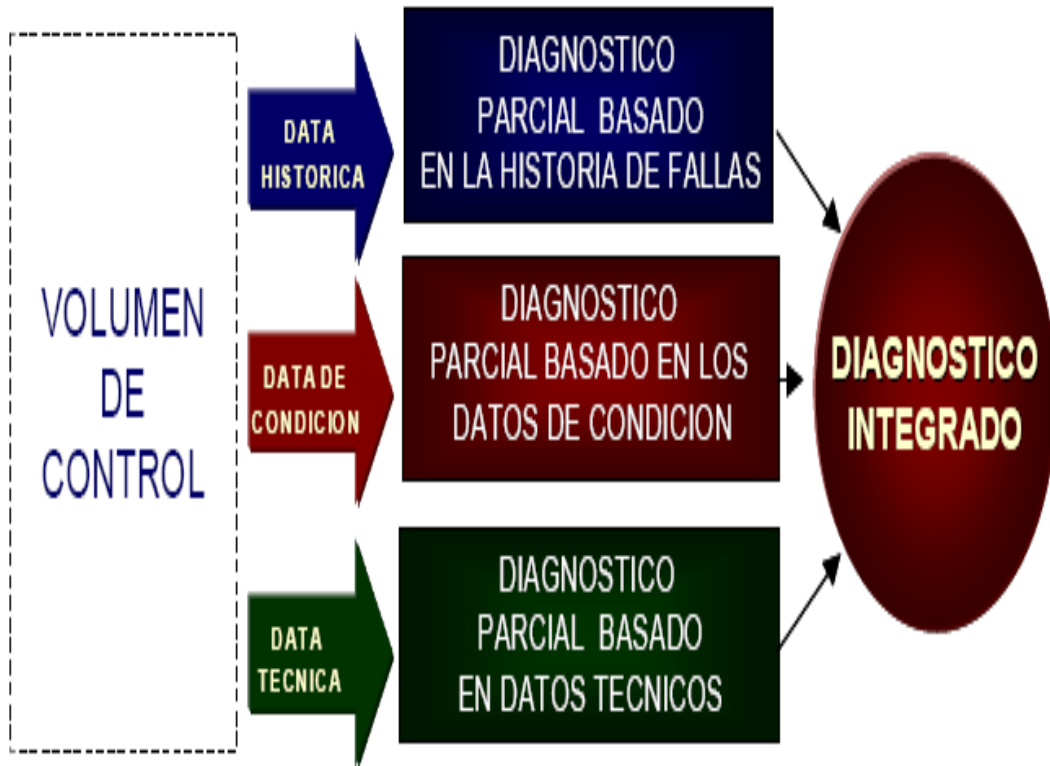 VOLUMEN
DE
CONTROL
DATA
HISTORICA
DIAGNOSTICO
PARCIAL BASADO
EN LA HISTORIA DE FALLAS
DATA DE
CONDICION
DIAGNOSTICO
PARCIAL BASADO EN LOS
DATOS DE CONDICION
DATA
TECNICA
DIAGNOSTICO
PARCIAL BASADO
EN DATOS TECNICOS
DIAGNOSTICO
INTEGRADO